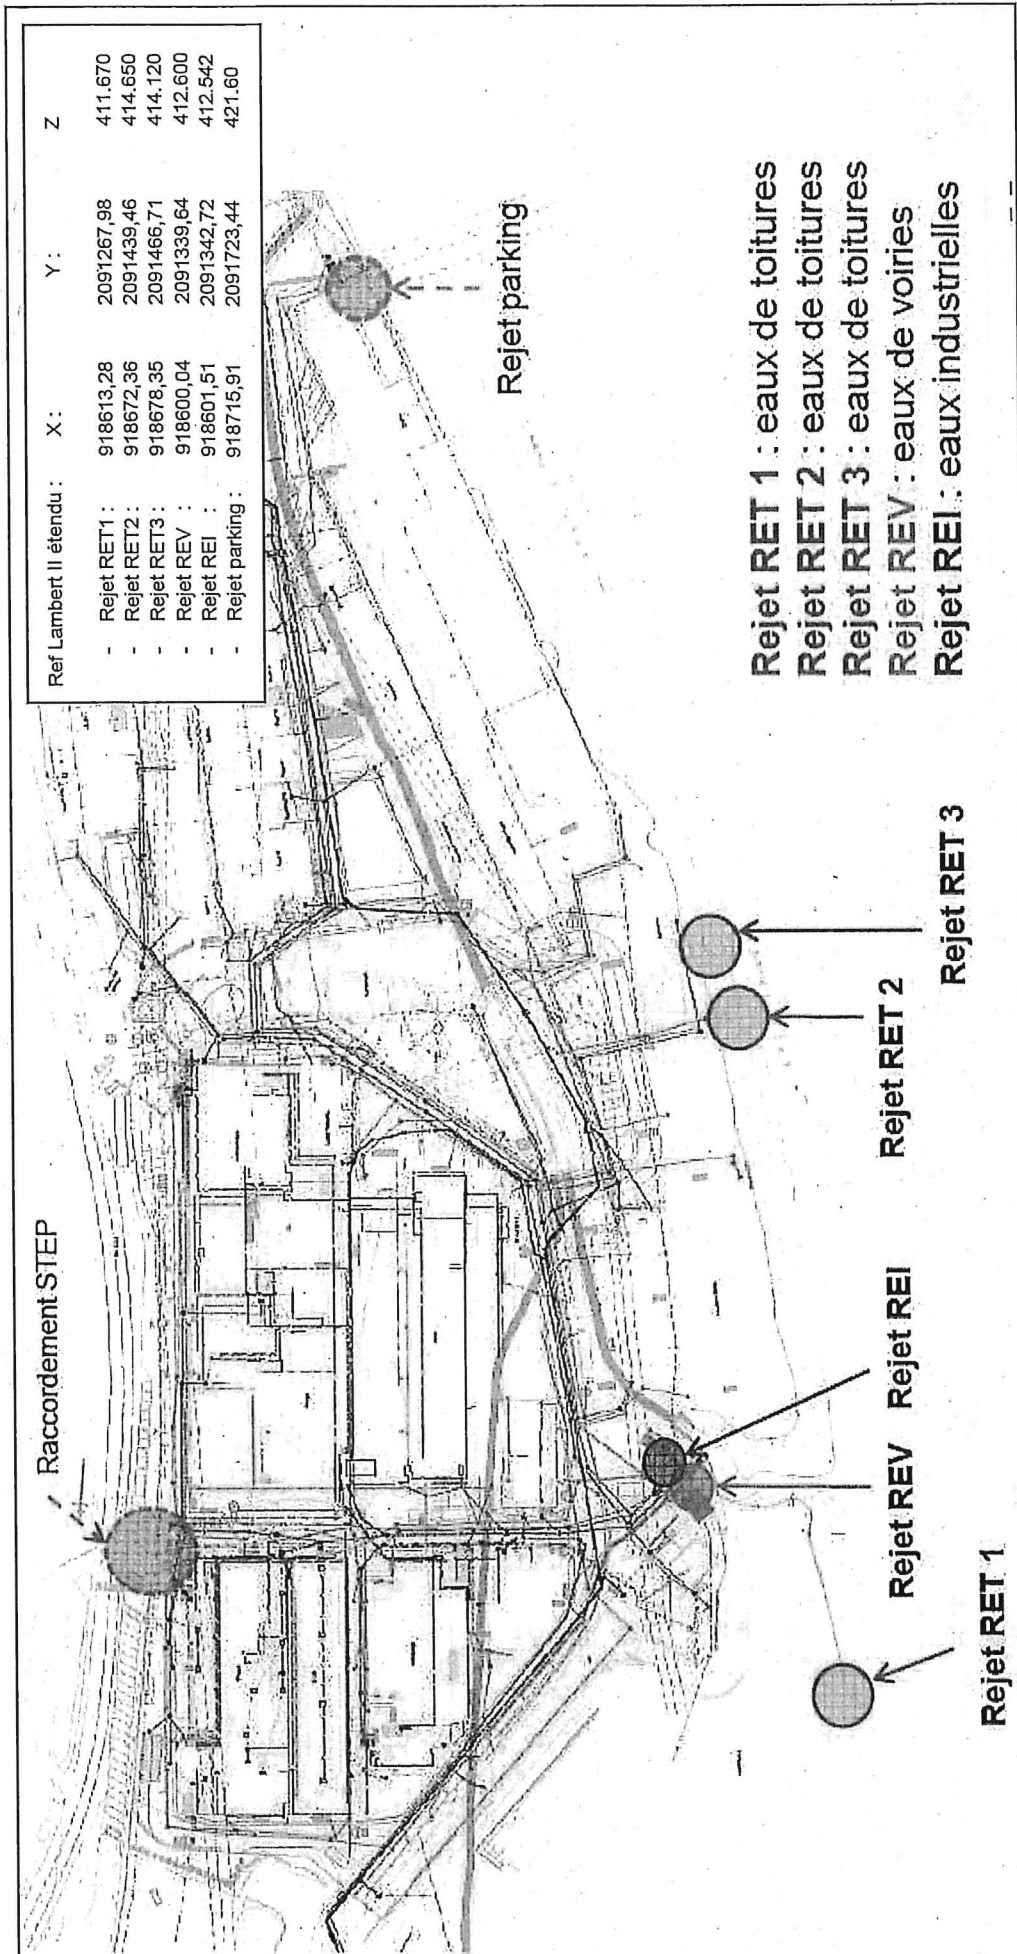 Ref Lambert II étendu : X : Y : Z
- Rejet RET1 : 918613,28 2091267,98 411.670
- Rejet RET2 : 918672,36 2091439,46 414.650
- Rejet RET3 : 918678,35 2091466,71 414.120
- Rejet REV : 918600,04 2091339,64 412.600
- Rejet REI : 918601,51 2091342,72 412.542
- Rejet parking : 918715,91 2091723,44 421.60
Raccordement STEP
Rejet parking
Rejet RET 3
Rejet RET 2
Rejet REI
Rejet REV
Rejet RET 1
Rejet RET 1 : eaux de toitures
Rejet RET 2 : eaux de toitures
Rejet RET 3 : eaux de toitures
Rejet REV : eaux de voiries
Rejet REI : eaux industrielles